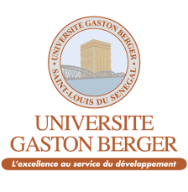 UNIVERSITE GASTON BERGER
SAINT-LOUIS DU SENEGAL
UNIVERSITE
GASTON BERGER
L'excellence au service du développement